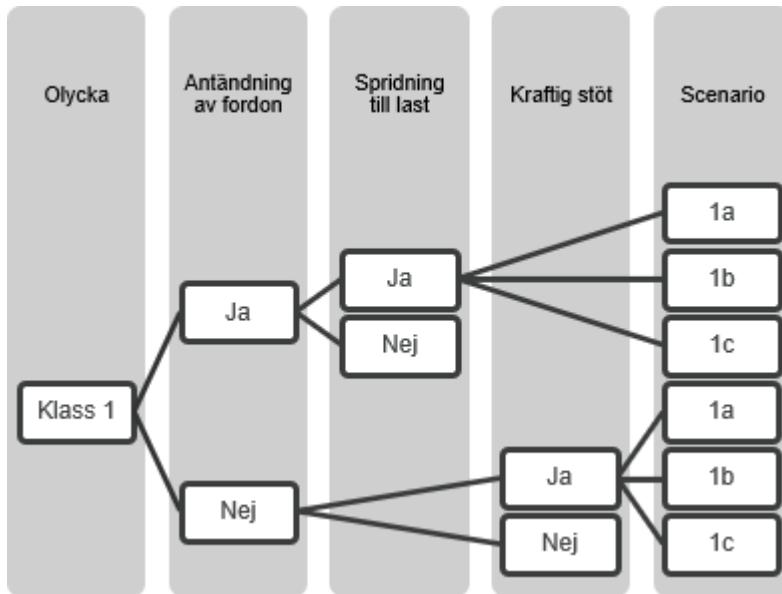 Olycka
Antändning
av fordon
Spridning
till last
Kraftig stöt
Scenario
1a
Ja
1b
Ja
Nej
1c
Klass 1
1a
Ja
1b
Nej
Nej
1c